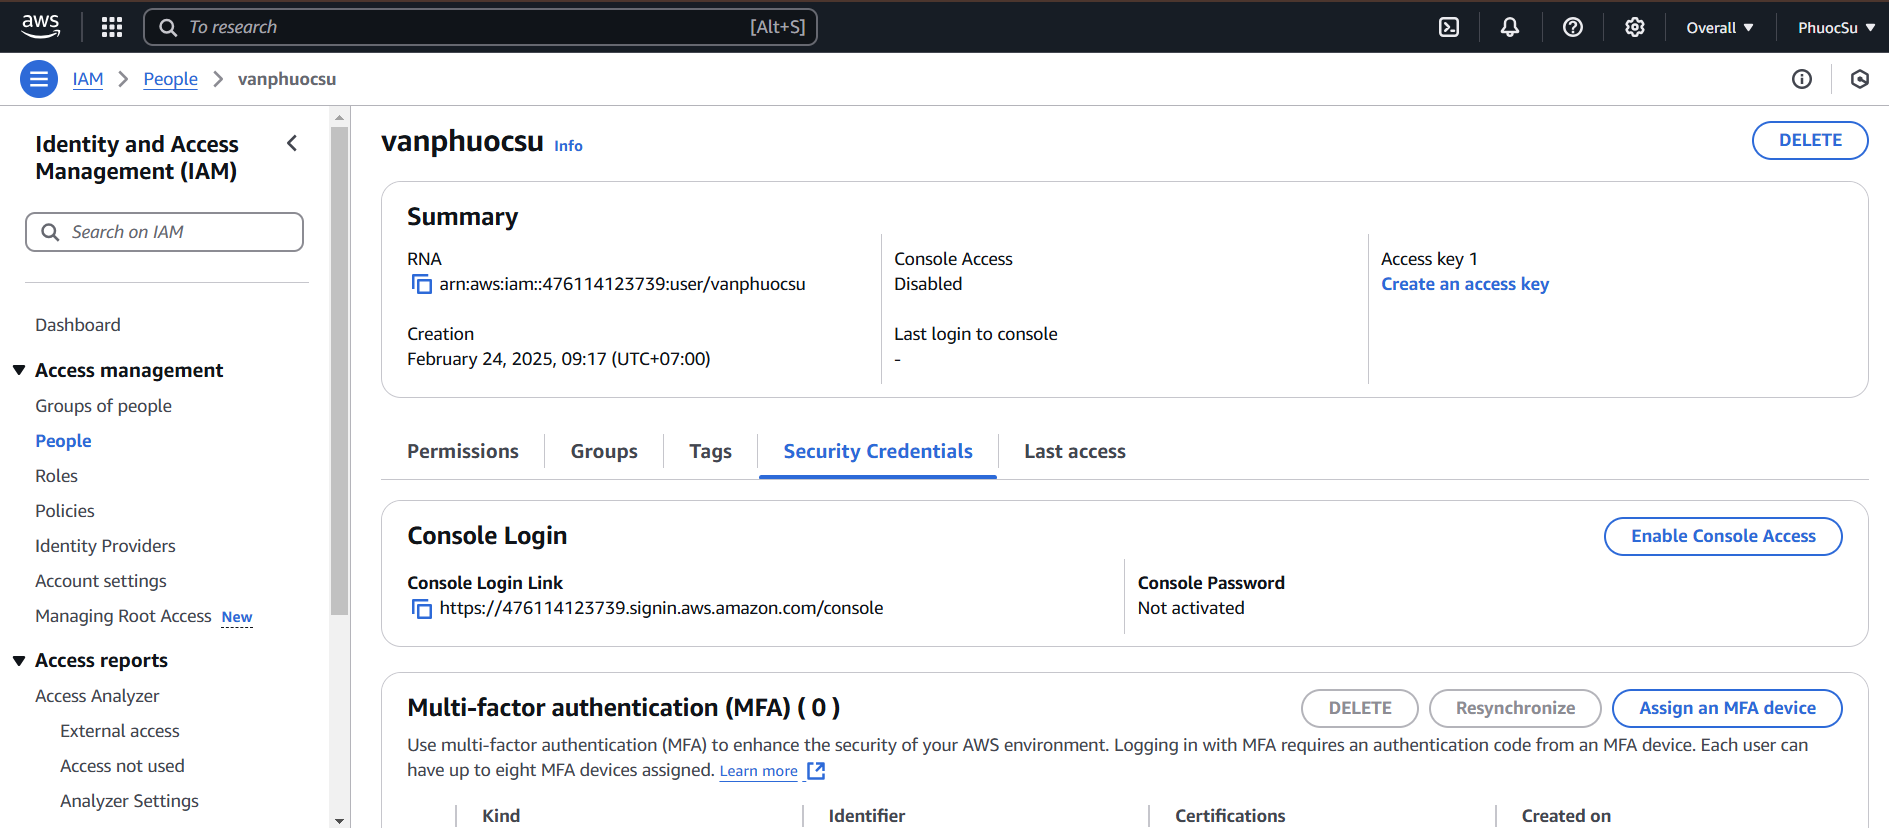 aws
To research
[Alt+S]
Overall
PhuocSu
IAM
People
vanphuocsu
Identity and Access
Management (IAM)
Search on IAM
Dashboard
Access management
Groups of people
People
Roles
Policies
Identity Providers
Account settings
Managing Root Access New
Access reports
Access Analyzer
External access
Access not used
Analyzer Settings
vanphuocsu Info
DELETE
Summary
RNA
arn:aws:iam::476114123739:user/vanphuocsu
Creation
February 24, 2025, 09:17 (UTC+07:00)
Console Access
Disabled
Last login to console
-
Access key 1
Create an access key
Permissions
Groups
Tags
Security Credentials
Last access
Console Login
Enable Console Access
Console Login Link
https://476114123739.signin.aws.amazon.com/console
Console Password
Not activated
Multi-factor authentication (MFA) ( 0 )
DELETE
Resynchronize
Assign an MFA device
Use multi-factor authentication (MFA) to enhance the security of your AWS environment. Logging in with MFA requires an authentication code from an MFA device. Each user can
have up to eight MFA devices assigned. Learn more
Kind
Identifier
Certifications
Created on